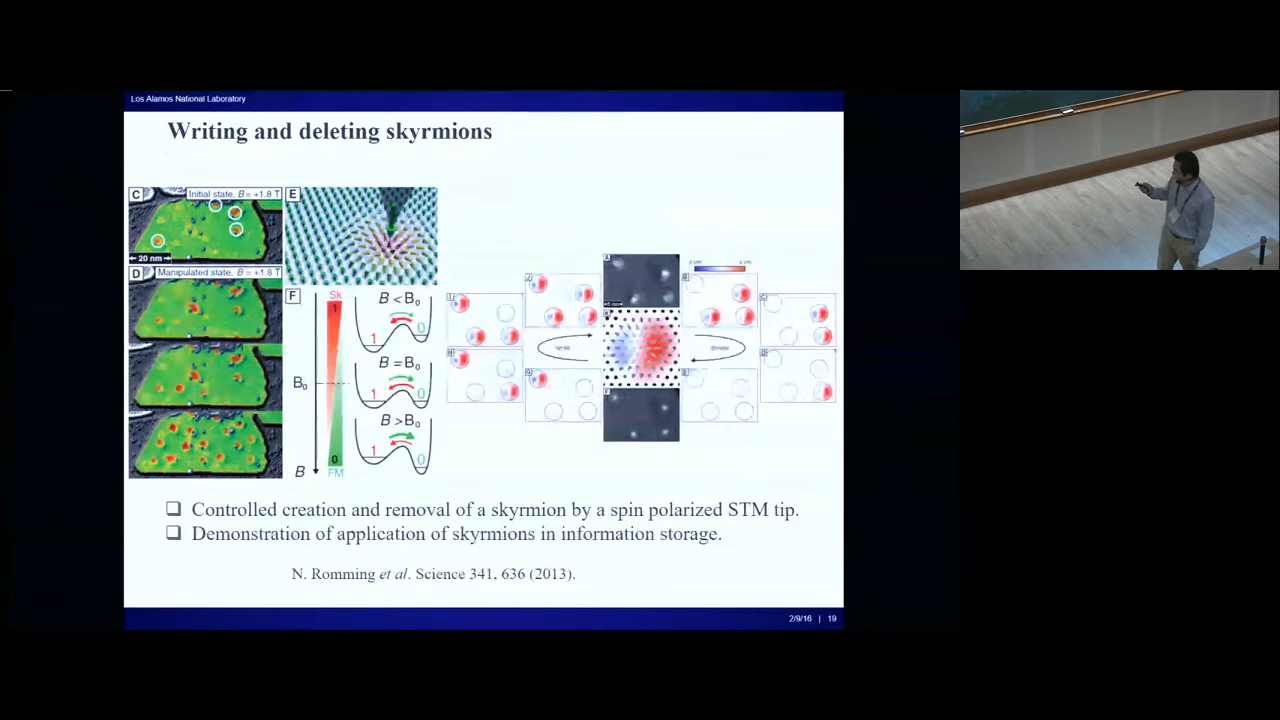 Los Alamos National Laboratory
Writing and deleting skyrmions
C
Initial state, B = +1.8 T
20 nm
D
Manipulated state, B = +1.8 T
E
F
Sk
1
B₀
0
B
FM
B < B₀
1
0
B = B₀
1
0
B > B₀
1
0
❑ Controlled creation and removal of a skyrmion by a spin polarized STM tip.
❑ Demonstration of application of skyrmions in information storage.
N. Romming et al. Science 341, 636 (2013).
2/9/16 | 19